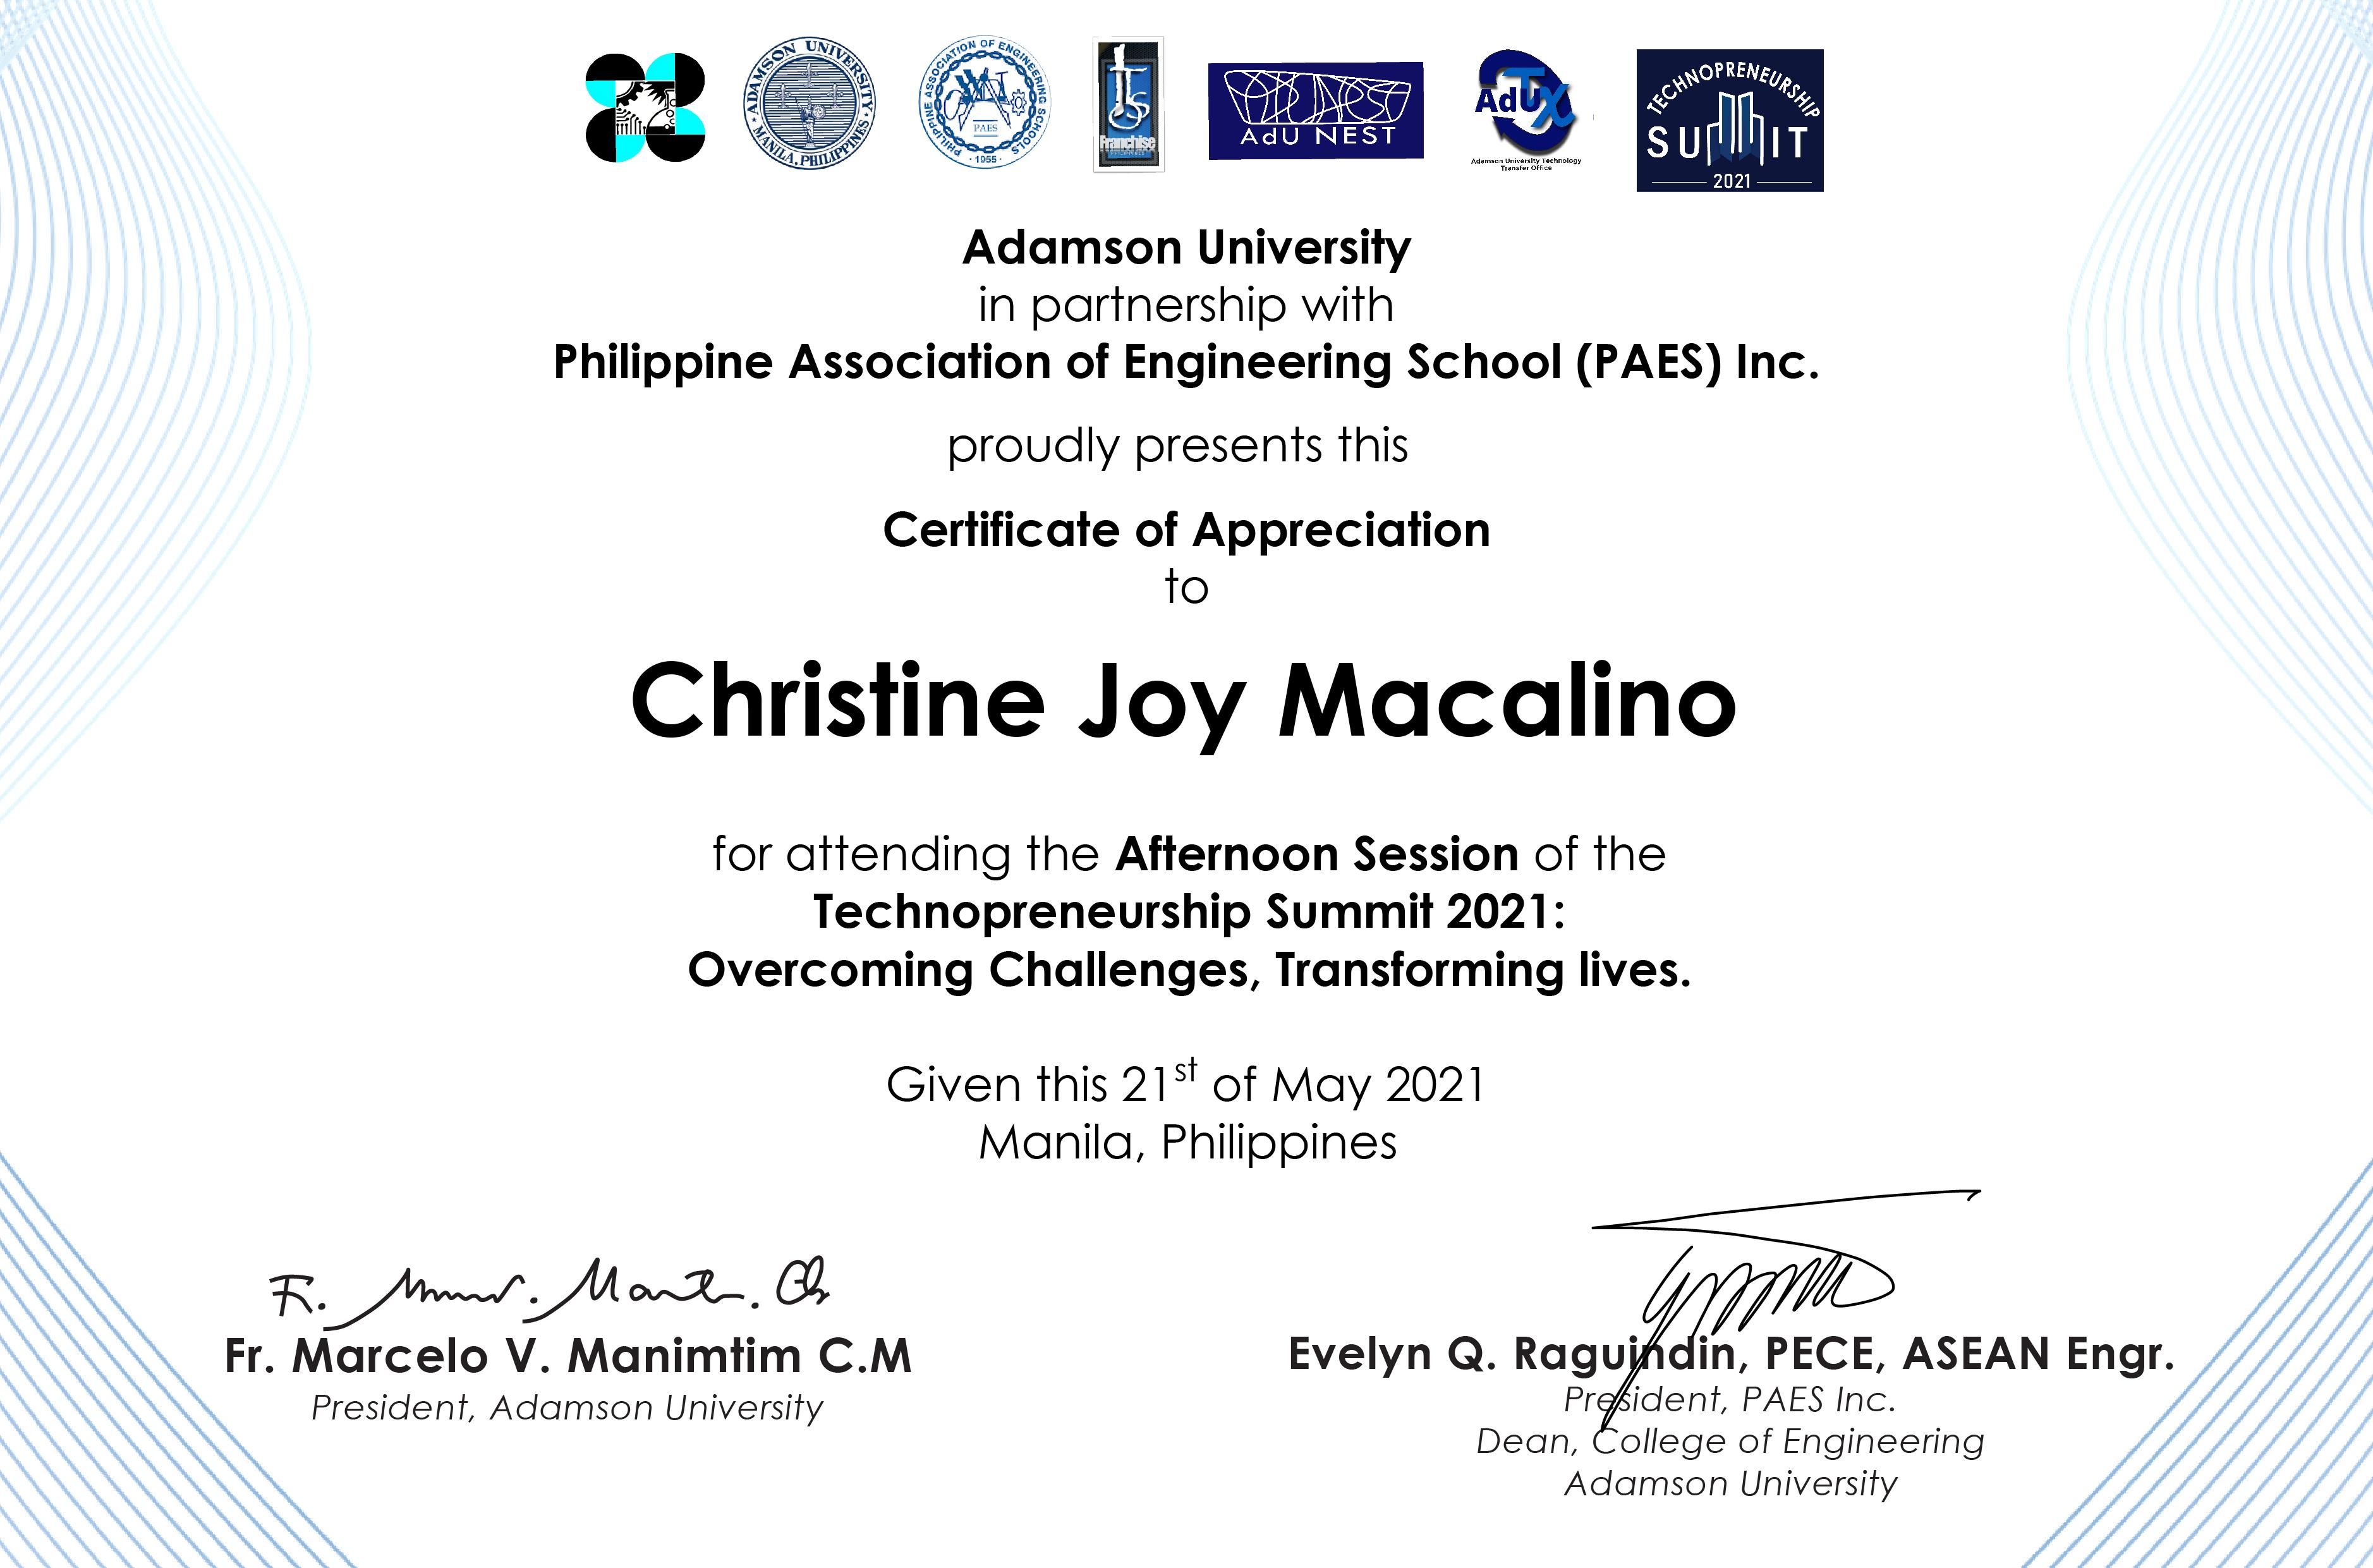 ADAMSON UNIVERSITY
MANILA, PHILIPPINES
PHILIPPINE ASSOCIATION OF ENGINEERING SCHOOLS
PAES
1955
Franchise
AdU NEST
AdUTX
Adamson University Technology
Transfer Office
TECHNOPRENEURSHIP
SUMMIT
2021
Adamson University
in partnership with
Philippine Association of Engineering School (PAES) Inc.
proudly presents this
Certificate of Appreciation
to
Christine Joy Macalino
for attending the Afternoon Session of the
Technopreneurship Summit 2021:
Overcoming Challenges, Transforming lives.
Given this 21st of May 2021
Manila, Philippines
Fr. Marcelo V. Manimtim C.M
President, Adamson University
Evelyn Q. Raguindin, PECE, ASEAN Engr.
President, PAES Inc.
Dean, College of Engineering
Adamson University